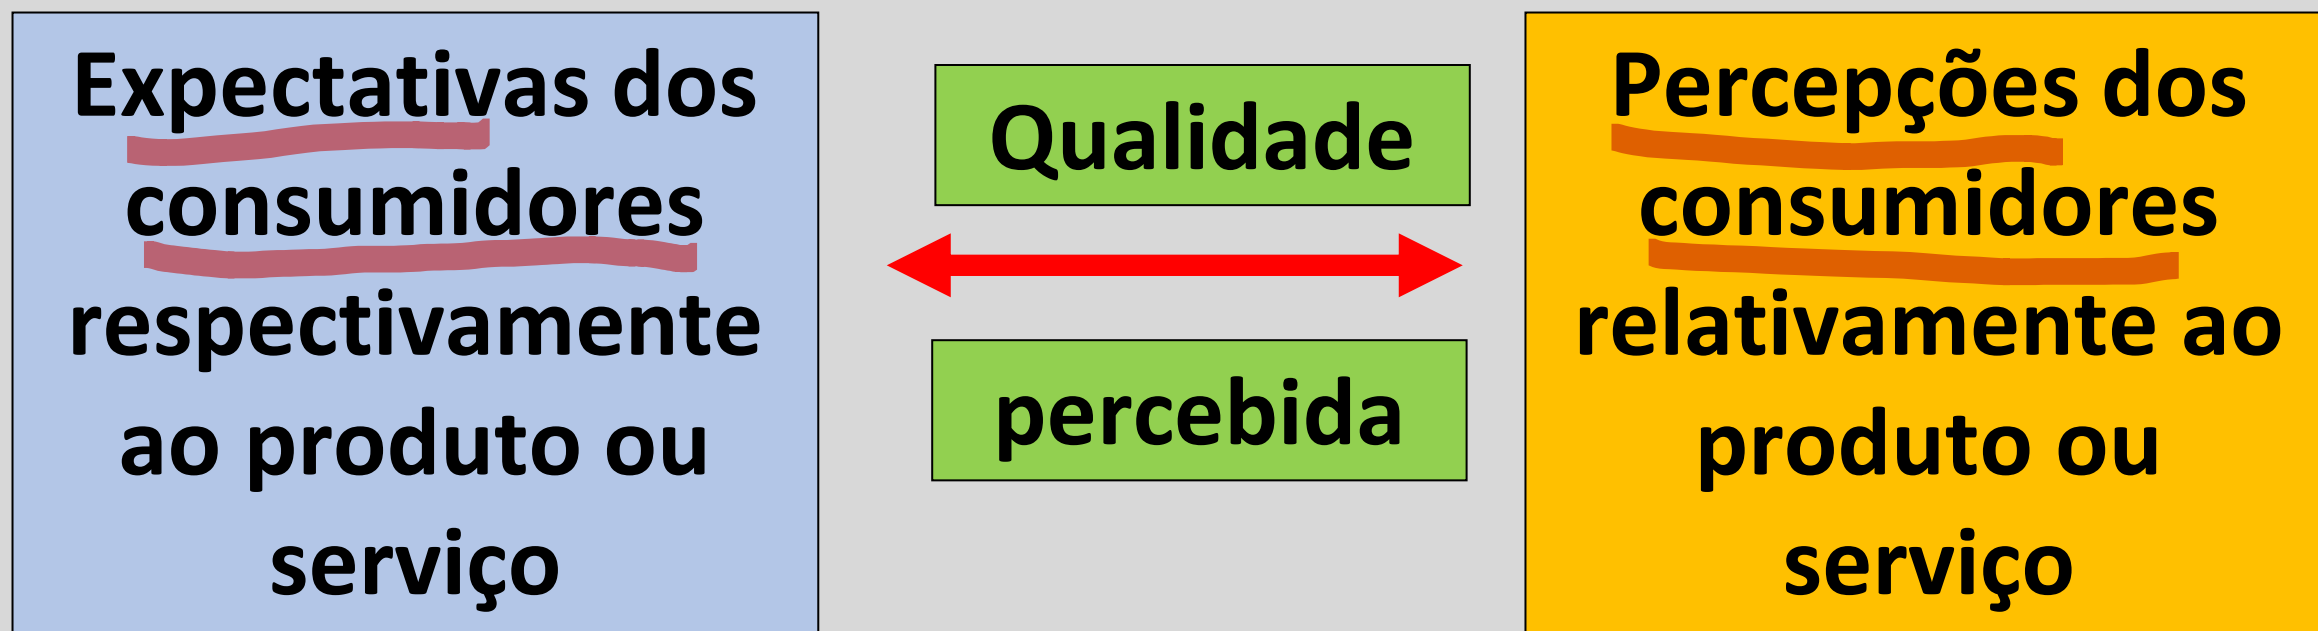 Expectativas dos
consumidores
respectivamente
ao produto ou
serviço
Qualidade
percebida
Percepções dos
consumidores
relativamente ao
produto ou
serviço